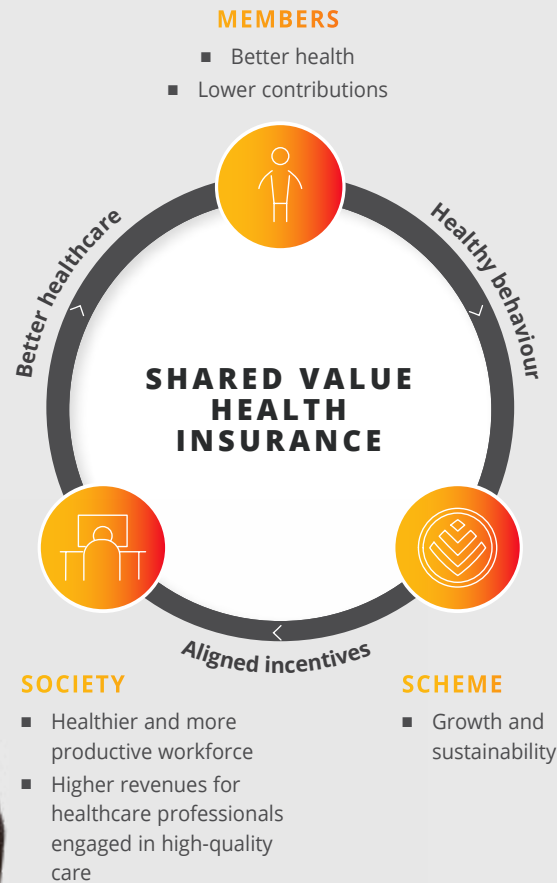 MEMBERS
■ Better health
■ Lower contributions
Better healthcare
Healthy behaviour
SHARED VALUE
HEALTH
INSURANCE
Aligned incentives
SOCIETY
■ Healthier and more
productive workforce
■ Higher revenues for
healthcare professionals
engaged in high-quality
care
SCHEME
■ Growth and
sustainability